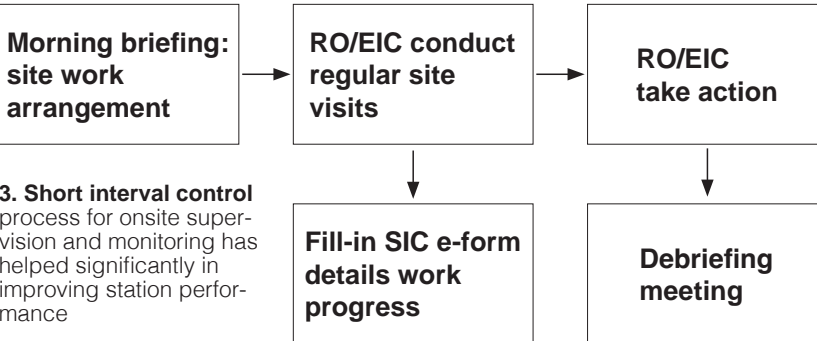 Morning briefing:
site work
arrangement
RO/EIC conduct
regular site
visits
RO/EIC
take action
3. Short interval control
process for onsite super-
vision and monitoring has
helped significantly in
improving station perfor-
mance
Fill-in SIC e-form
details work
progress
Debriefing
meeting